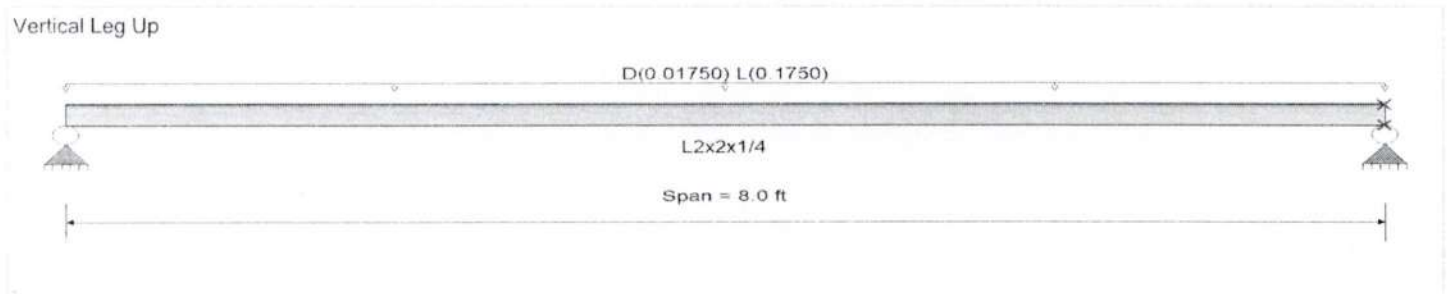 Vertical Leg Up
D(0.01750) L(0.1750)
L2x2x1/4
Span = 8.0 ft